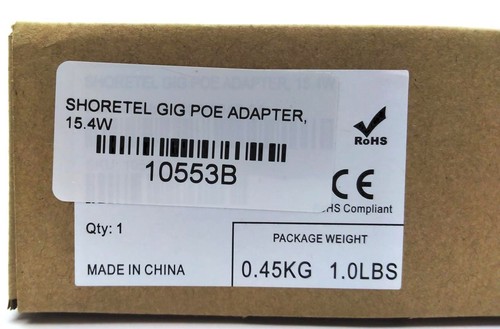 SHORETEL GIG POE ADAPTER,
15.4W
10553B
RoHS
CE
HS Compliant
Qty: 1
PACKAGE WEIGHT
MADE IN CHINA
0.45KG 1.0LBS